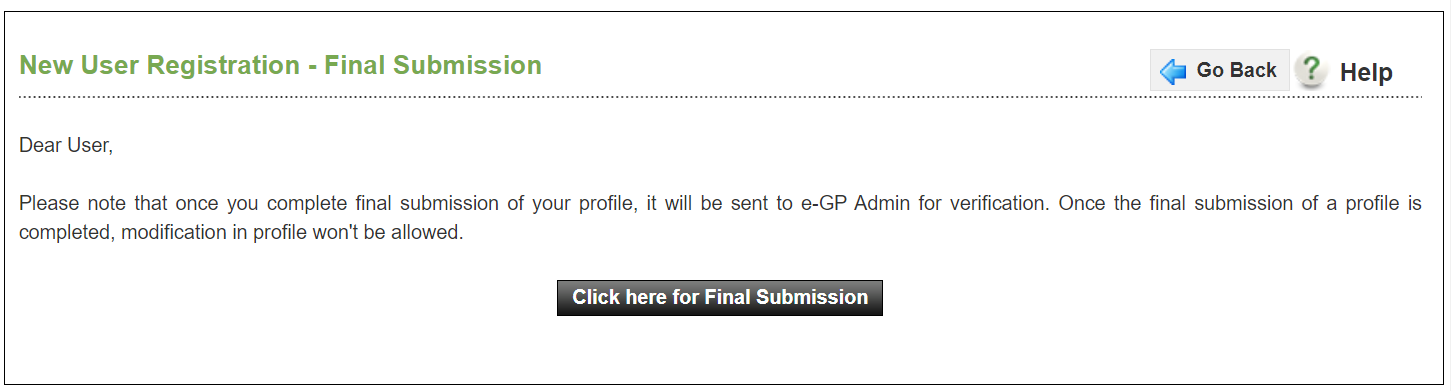 New User Registration - Final Submission
Go Back
? Help
Dear User,
Please note that once you complete final submission of your profile, it will be sent to e-GP Admin for verification. Once the final submission of a profile is
completed, modification in profile won't be allowed.
Click here for Final Submission